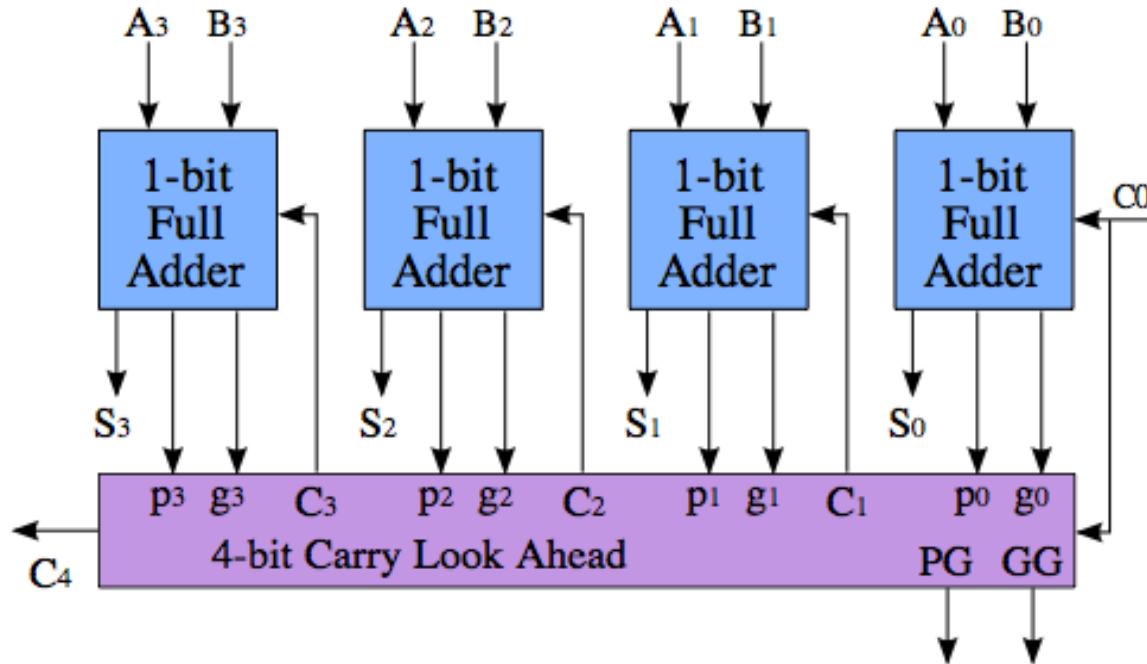 A3 B3 A2 B2 A1 B1 A0 B0
1-bit Full Adder
1-bit Full Adder
1-bit Full Adder
1-bit Full Adder
C0
S3 S2 S1 S0
p3 g3 C3 p2 g2 C2 p1 g1 C1 p0 g0
4-bit Carry Look Ahead PG GG
C4